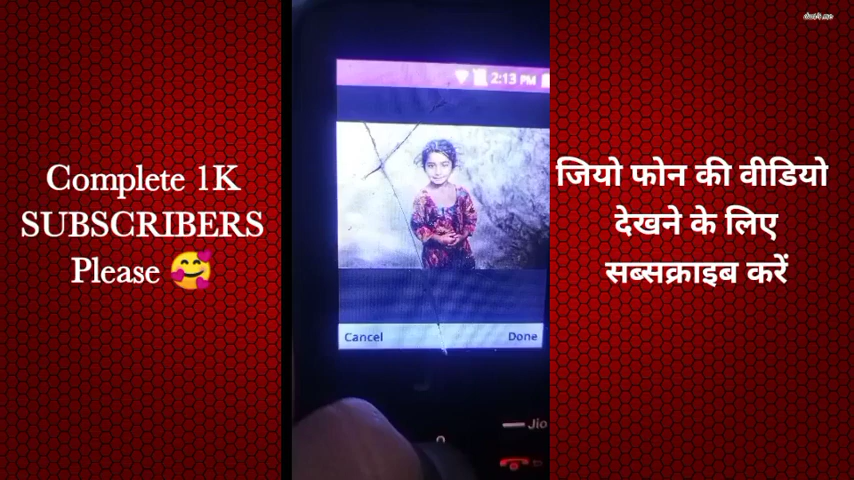 Complete 1K
SUBSCRIBERS
Please 🥰
2:13 PM
Cancel
Done
Jio
जियो फोन की वीडियो
देखने के लिए
सब्सक्राइब करें